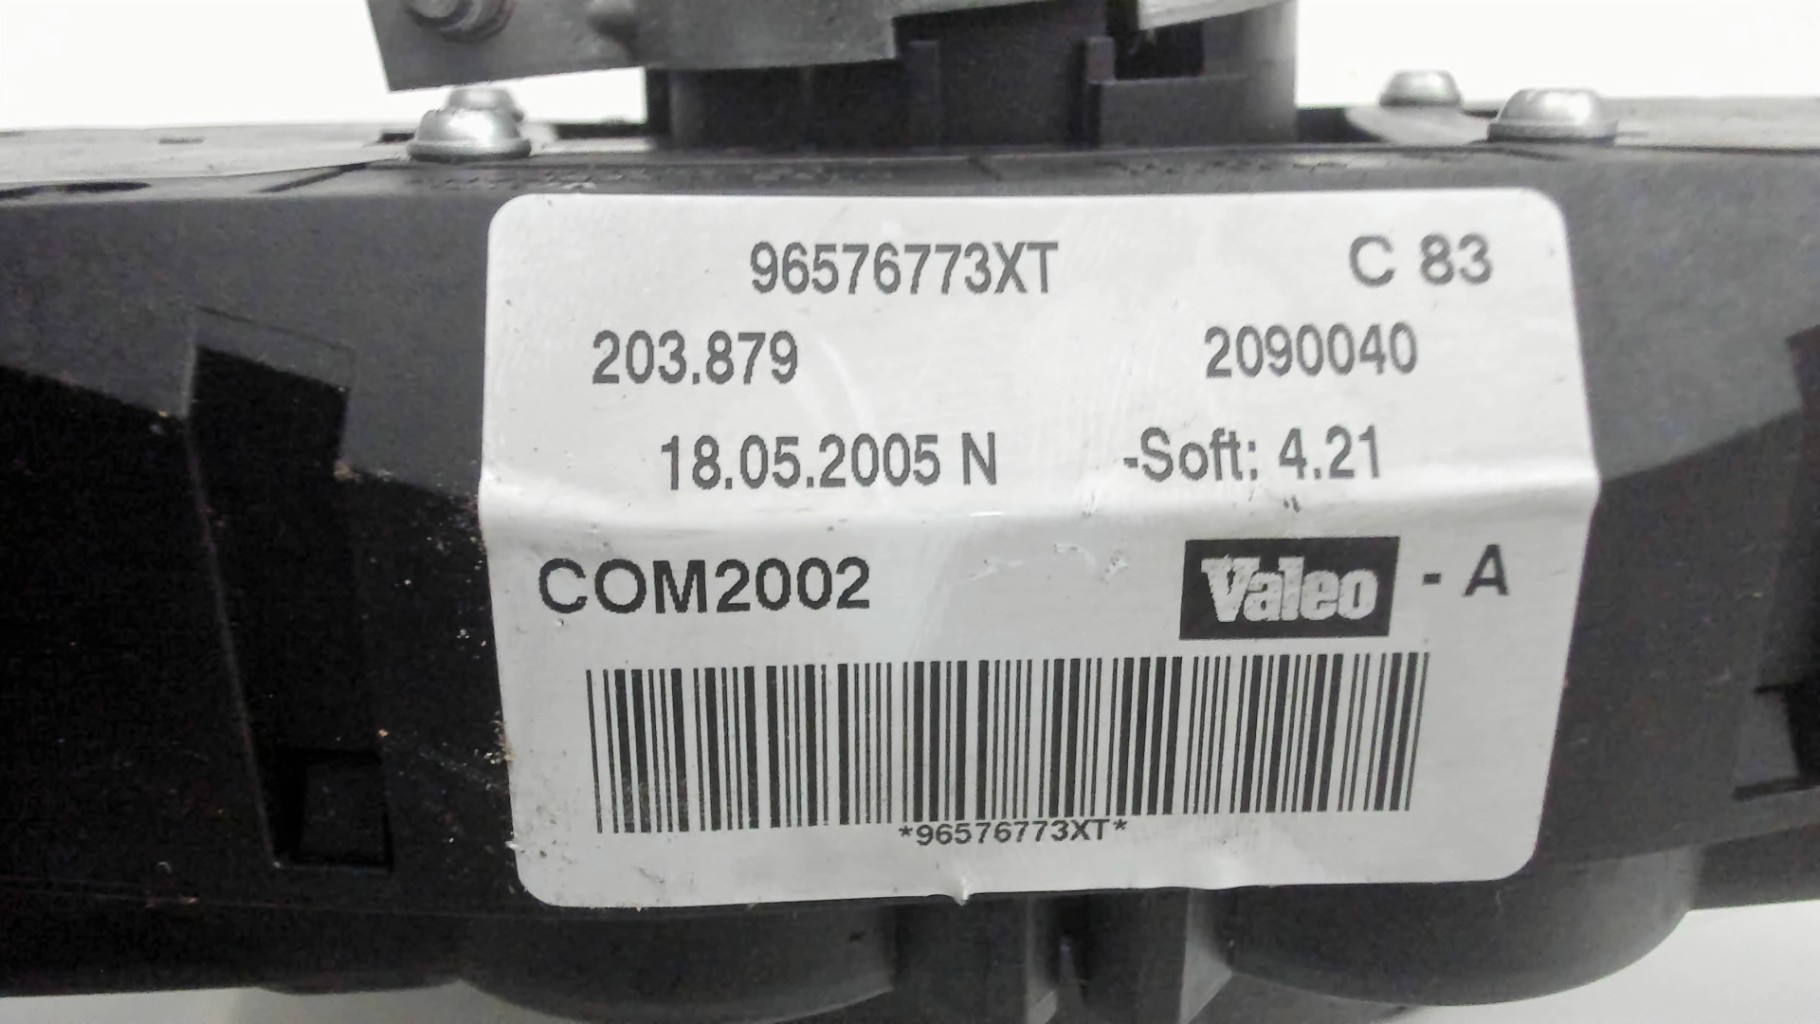 96576773XT C 83
203.879 2090040
18.05.2005 N -Soft: 4.21
COM2002 Valeo - A
*96576773XT*